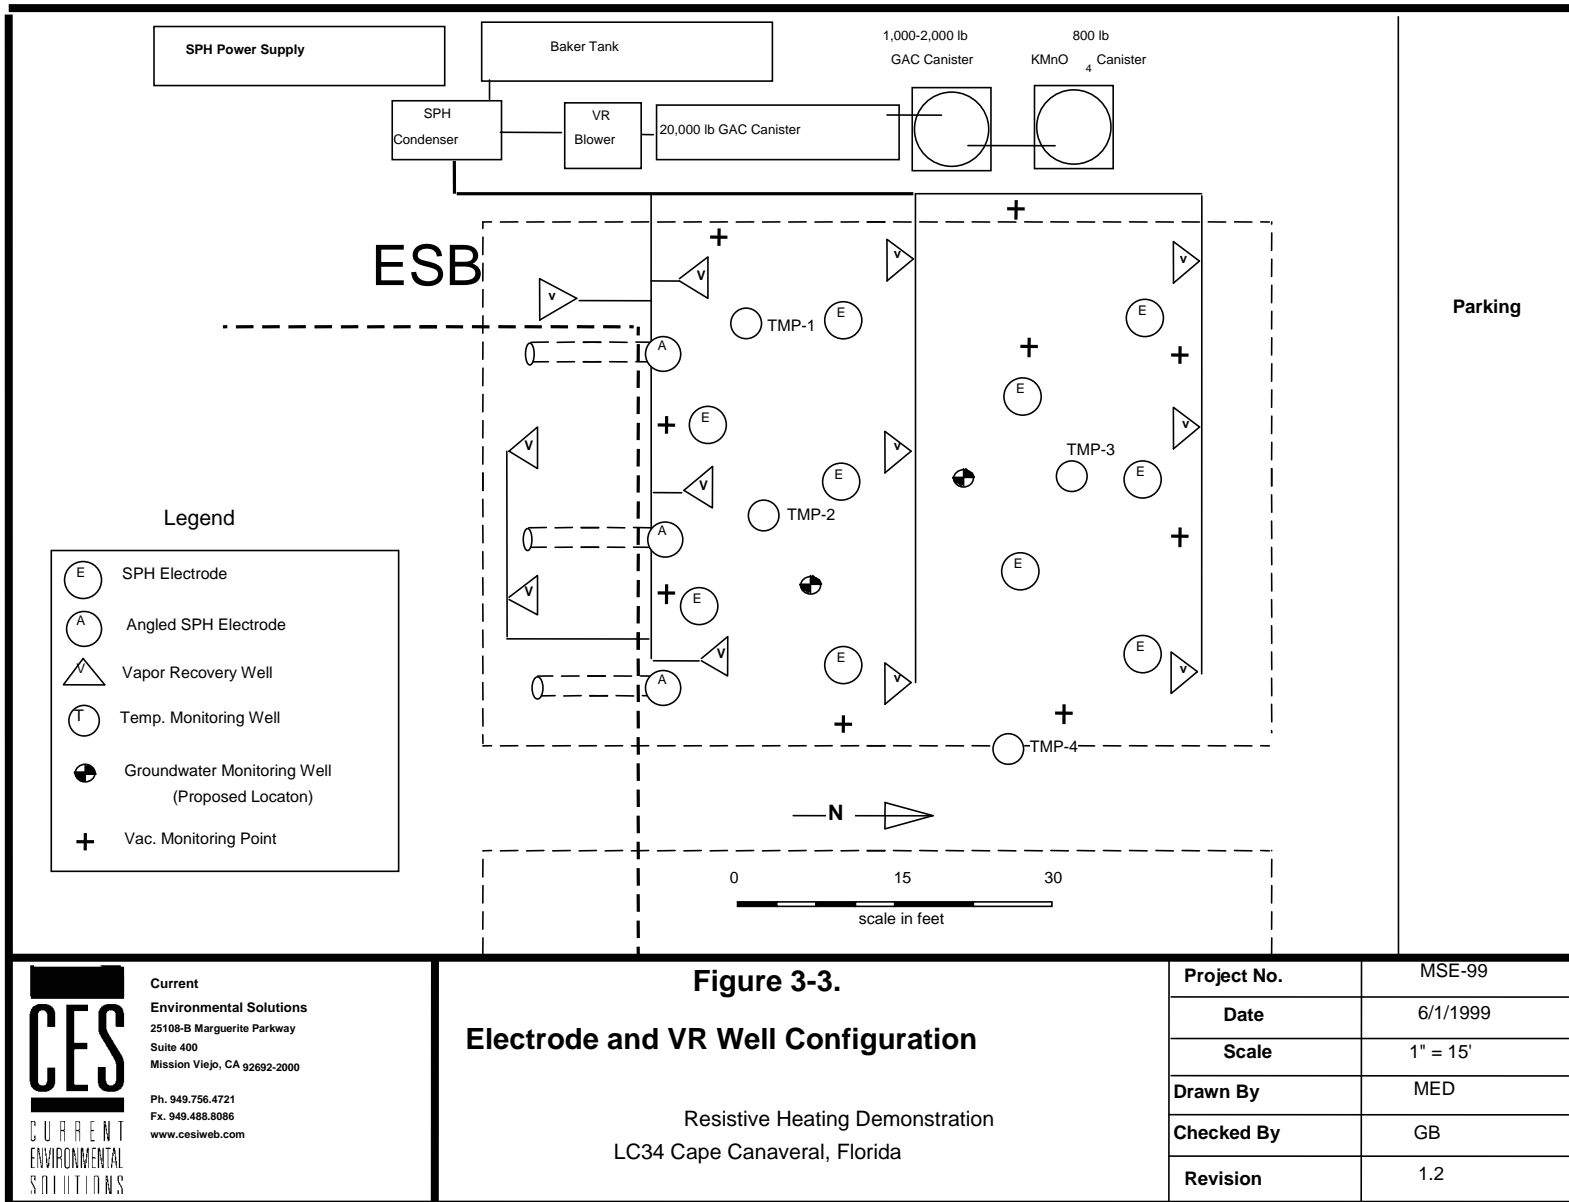 SPH Power Supply
Baker Tank
1,000-2,000 lb
GAC Canister
800 lb
KMnO 4 Canister
SPH
Condenser
VR
Blower
20,000 lb GAC Canister
ESB
Parking
V
V
V
V
E
E
TMP-1
A
V
E
E
V
V
V
TMP-3
E
E
V
TMP-2
A
E
V
E
V
E
E
V
V
A
TMP-4
N
0 15 30
scale in feet
Legend
E SPH Electrode
A Angled SPH Electrode
V Vapor Recovery Well
T Temp. Monitoring Well
Groundwater Monitoring Well
(Proposed Locaton)
Vac. Monitoring Point
CES
CURRENT
ENVIRONMENTAL
SOLUTIONS
Current
Environmental Solutions
25108-B Marguerite Parkway
Suite 400
Mission Viejo, CA 92692-2000
Ph. 949.756.4721
Fx. 949.488.8086
www.cesiweb.com
Figure 3-3.
Electrode and VR Well Configuration
Resistive Heating Demonstration
LC34 Cape Canaveral, Florida
Project No. MSE-99
Date 6/1/1999
Scale 1" = 15'
Drawn By MED
Checked By GB
Revision 1.2